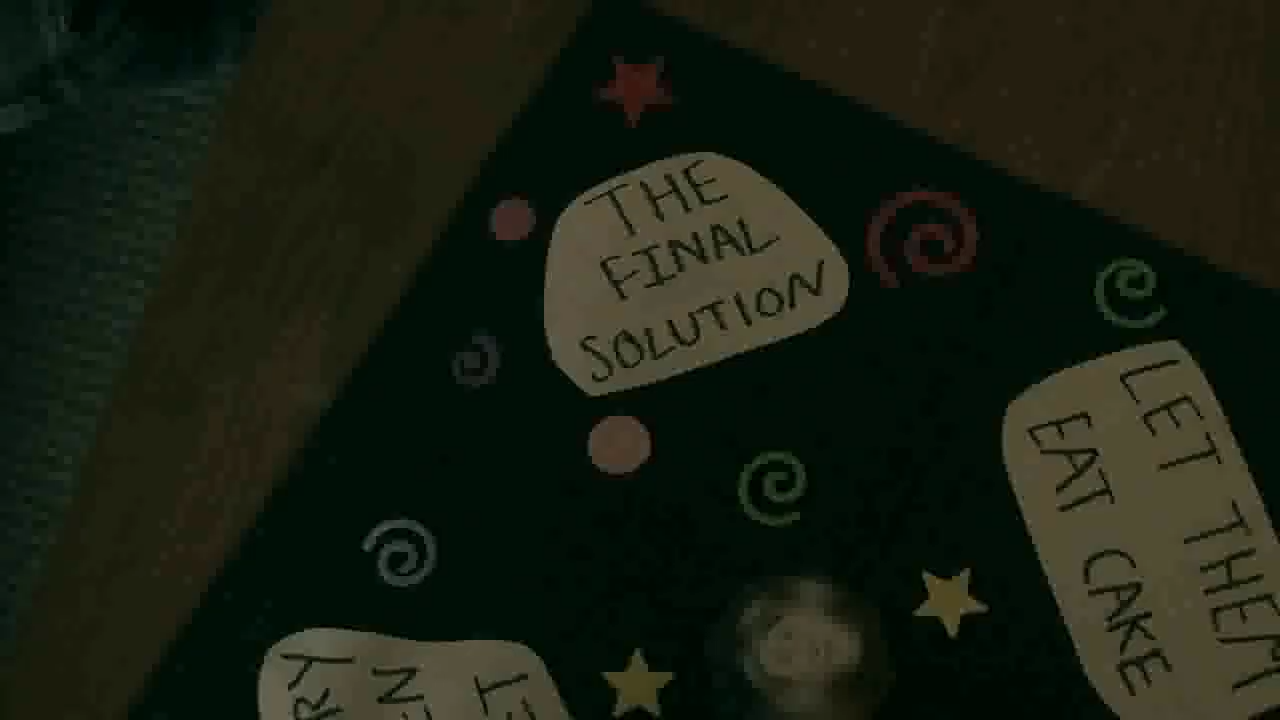 THE
FINAL
SOLUTION
LET THEM
EAT CAKE